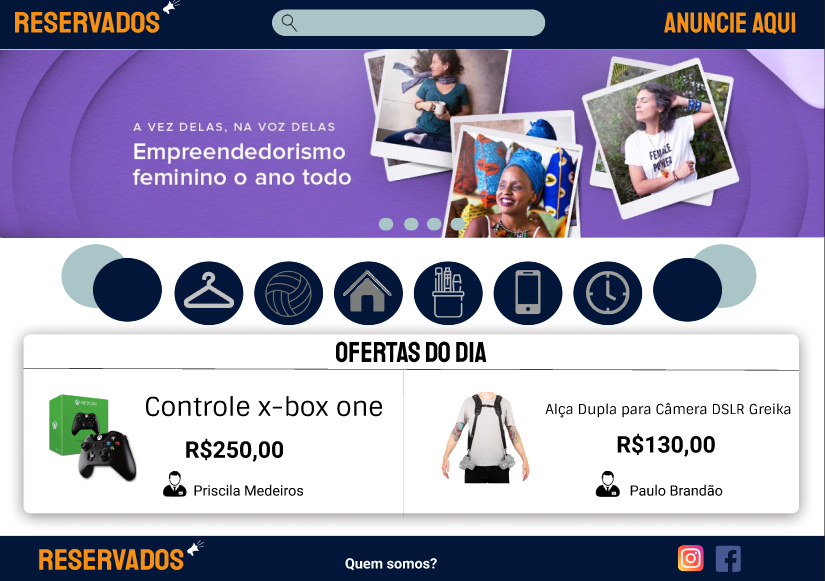 RESERVADOS
ANUNCIE AQUI
A VEZ DELAS, NA VOZ DELAS
Empreendedorismo
feminino o ano todo
FEMALE
POWER
OFERTAS DO DIA
Controle x-box one
R$250,00
Priscila Medeiros
Alça Dupla para Câmera DSLR Greika
R$130,00
Paulo Brandão
RESERVADOS
Quem somos?